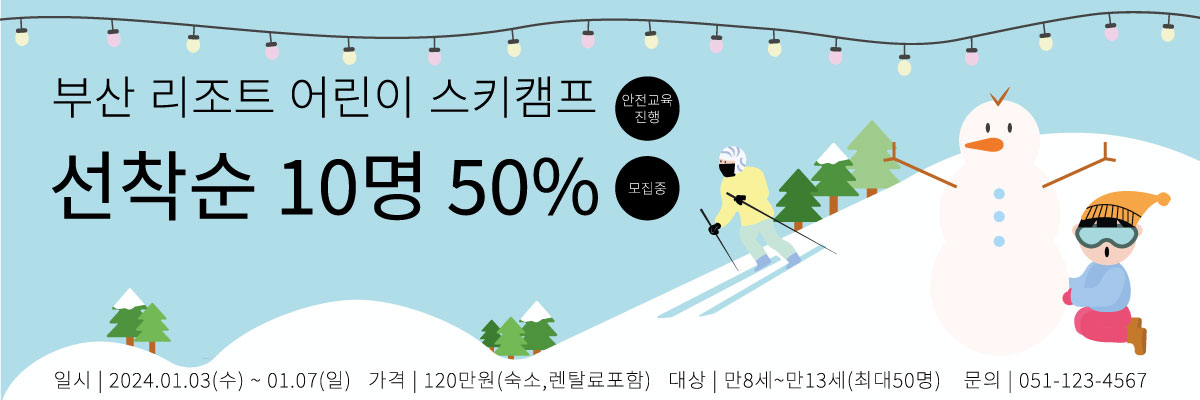 부산 리조트 어린이 스키캠프
안전교육
진행
선착순 10명 50%
모집중
일시 | 2024.01.03(수) ~ 01.07(일) 가격 | 120만원(숙소,렌탈료포함) 대상 | 만8세~만13세(최대50명) 문의 | 051-123-4567